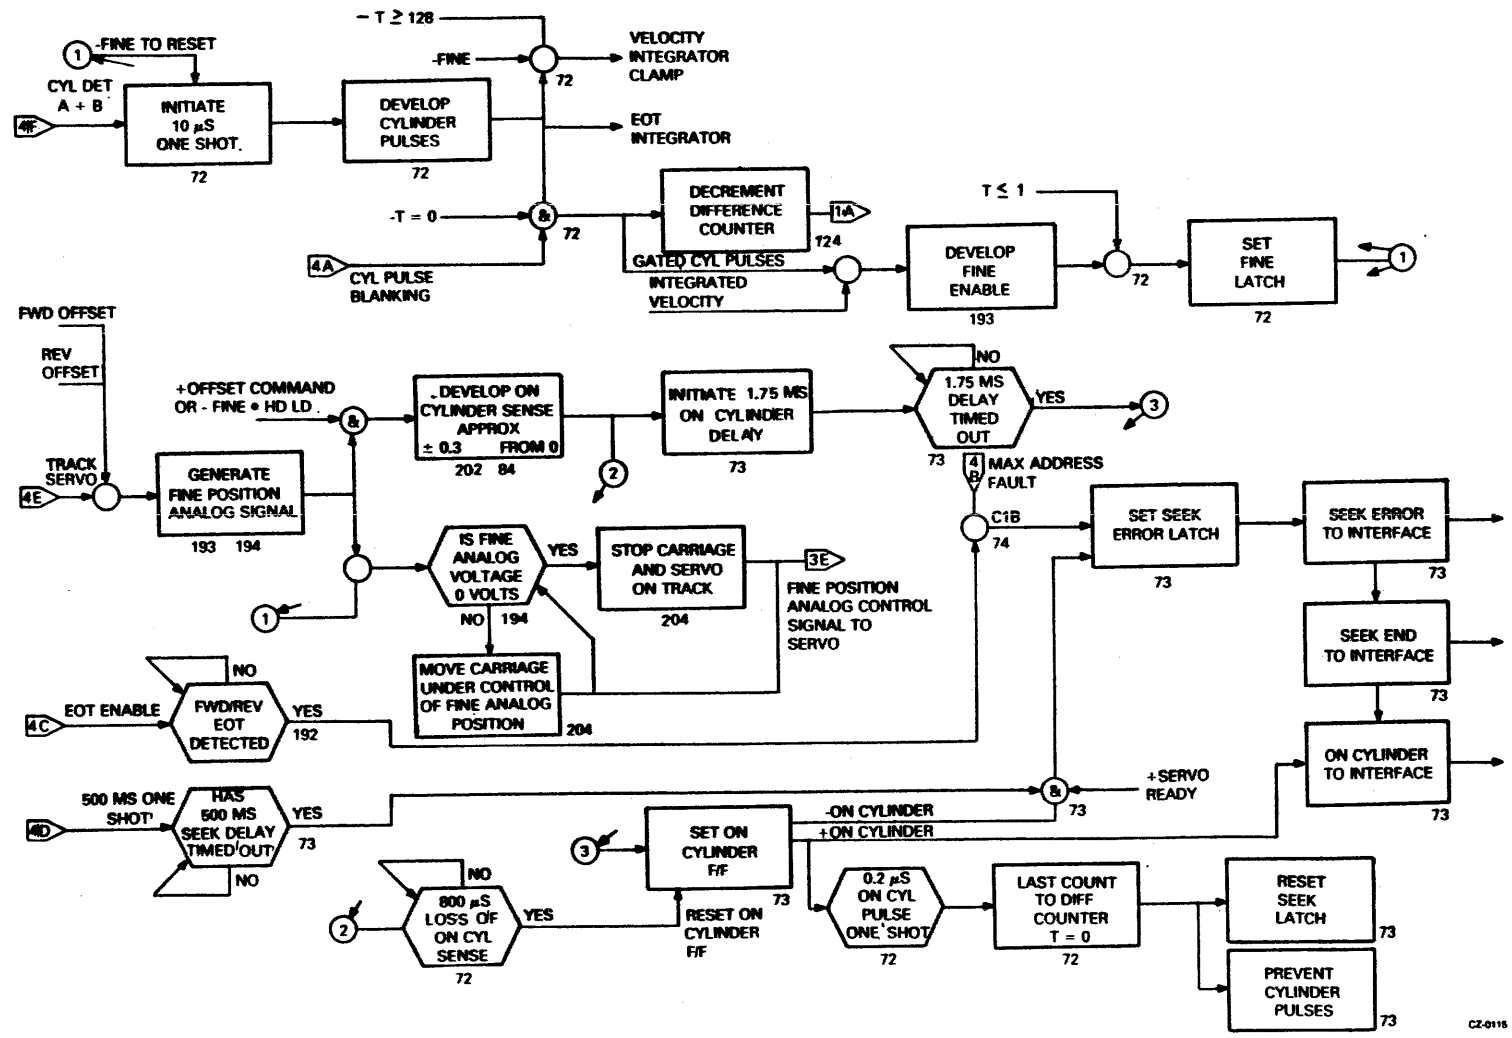 - T ≥ 128
-FINE TO RESET
1
VELOCITY
INTEGRATOR
CLAMP
-FINE
72
CYL DET
A + B
4F
INITIATE
10 µS
ONE SHOT.
72
DEVELOP
CYLINDER
PULSES
72
EOT
INTEGRATOR
-T = 0
&
72
DECREMENT
DIFFERENCE
COUNTER
1A
124
T ≤ 1
4A
CYL PULSE
BLANKING
GATED CYL PULSES
INTEGRATED
VELOCITY
DEVELOP
FINE
ENABLE
193
72
SET
FINE
LATCH
72
1
FWD OFFSET
REV
OFFSET
+OFFSET COMMAND
OR - FINE • HD LD
&
DEVELOP ON
CYLINDER SENSE
APPROX
± 0.3 FROM 0
202 84
2
INITIATE 1.75 MS
ON CYLINDER
DELAY
73
NO
1.75 MS
DELAY
TIMED
OUT
73
YES
3
TRACK
SERVO
4E
GENERATE
FINE POSITION
ANALOG SIGNAL
193 194
4B
MAX ADDRESS
FAULT
C1B
74
SET SEEK
ERROR LATCH
73
SEEK ERROR
TO INTERFACE
73
1
IS FINE
ANALOG
VOLTAGE
0 VOLTS
YES
NO 194
STOP CARRIAGE
AND SERVO
ON TRACK
204
3E
FINE POSITION
ANALOG CONTROL
SIGNAL TO
SERVO
SEEK END
TO INTERFACE
73
MOVE CARRIAGE
UNDER CONTROL
OF FINE ANALOG
POSITION
204
NO
EOT ENABLE
4C
FWD/REV
EOT
DETECTED
YES
192
ON CYLINDER
TO INTERFACE
73
500 MS ONE
SHOT
4D
HAS
500 MS
SEEK DELAY
TIMED OUT
YES
73
NO
&
73
+SERVO
READY
-ON CYLINDER
+ON CYLINDER
3
SET ON
CYLINDER
F/F
73
NO
2
800 µS
LOSS OF
ON CYL
SENSE
72
YES
RESET ON
CYLINDER
F/F
0.2 µS
ON CYL
PULSE
ONE SHOT
72
LAST COUNT
TO DIFF
COUNTER
T = 0
72
RESET
SEEK
LATCH
73
PREVENT
CYLINDER
PULSES
73
CZ-0115